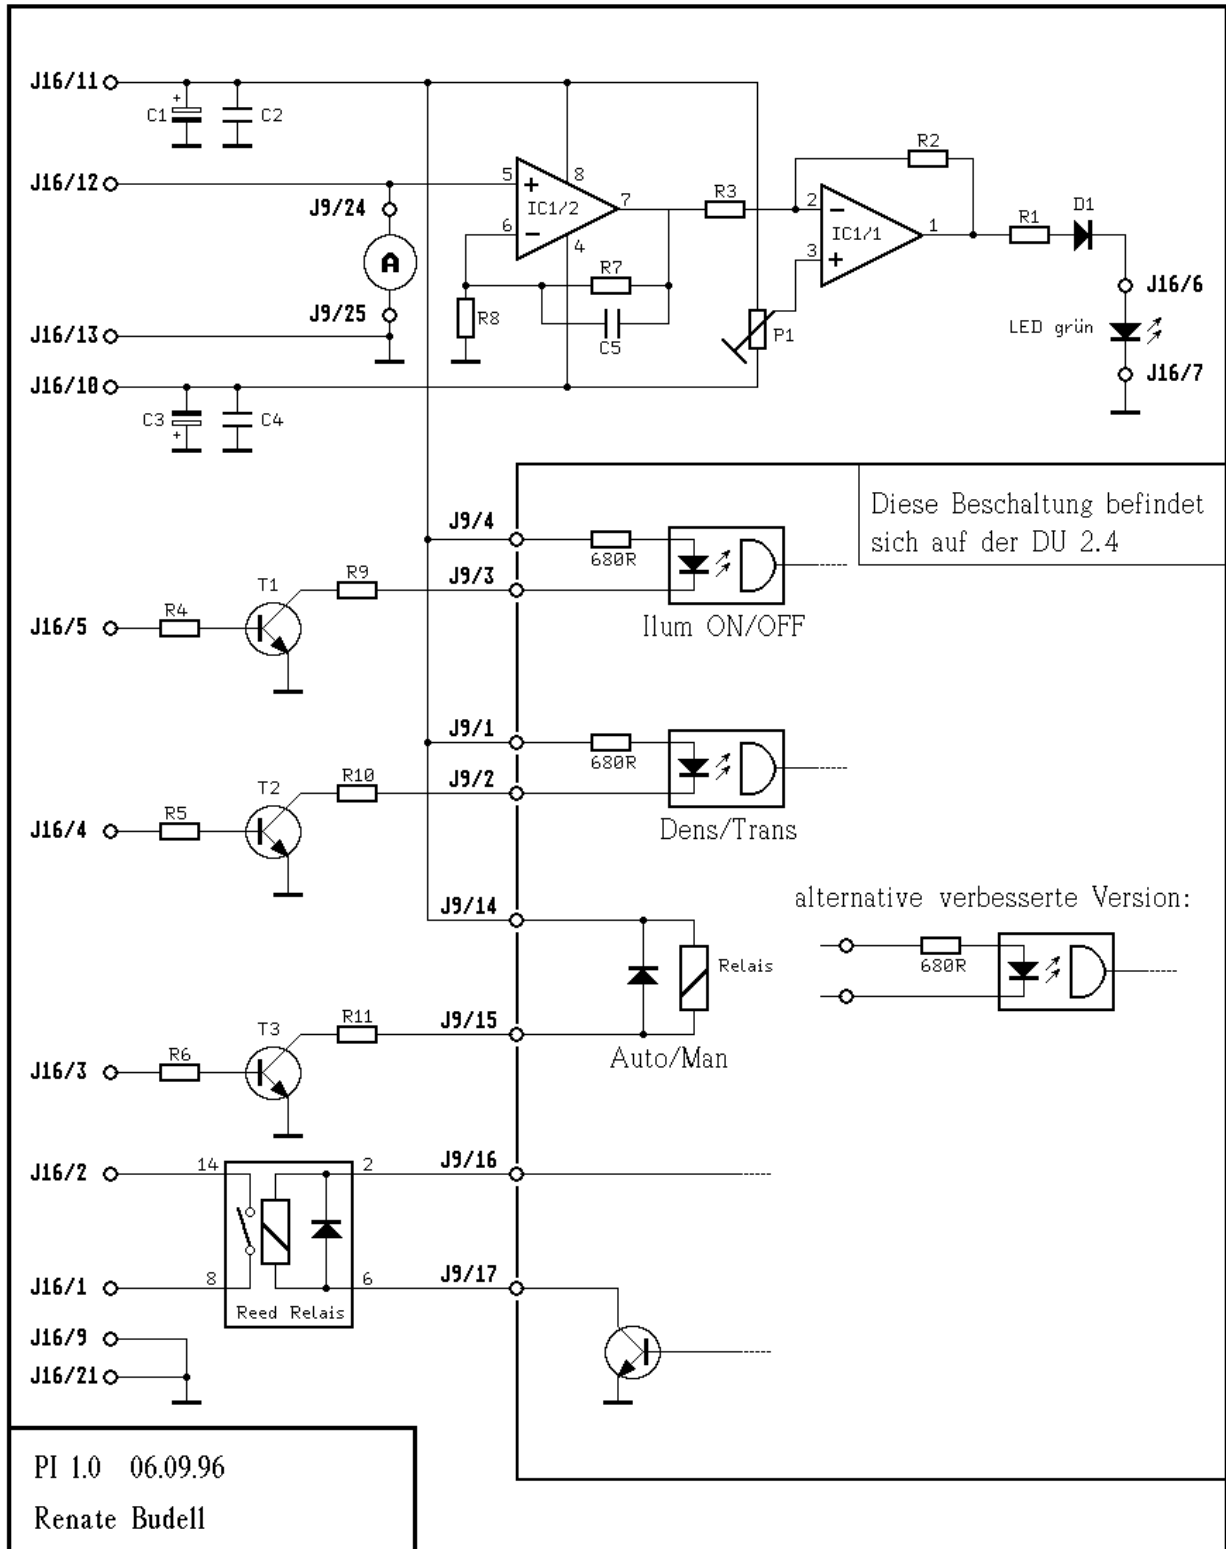 J16/11
+
C1
C2
J16/12
J9/24
A
J9/25
J16/13
J16/10
C3
+
C4
5
+
8
IC1/2
7
6
−
4
R8
R7
C5
R3
R2
2
−
IC1/1
3
+
1
P1
R1
D1
J16/6
LED grün
J16/7
Diese Beschaltung befindet
sich auf der DU 2.4
J9/4
680R
J9/3
Ilum ON/OFF
T1
R9
R4
J16/5
J9/1
680R
J9/2
Dens/Trans
T2
R10
R5
J16/4
J9/14
Relais
J9/15
Auto/Man
alternative verbesserte Version:
680R
T3
R11
R6
J16/3
J16/2
14
2
J9/16
J16/1
8
6
J9/17
Reed Relais
J16/9
J16/21
PI 1.0 06.09.96
Renate Budell